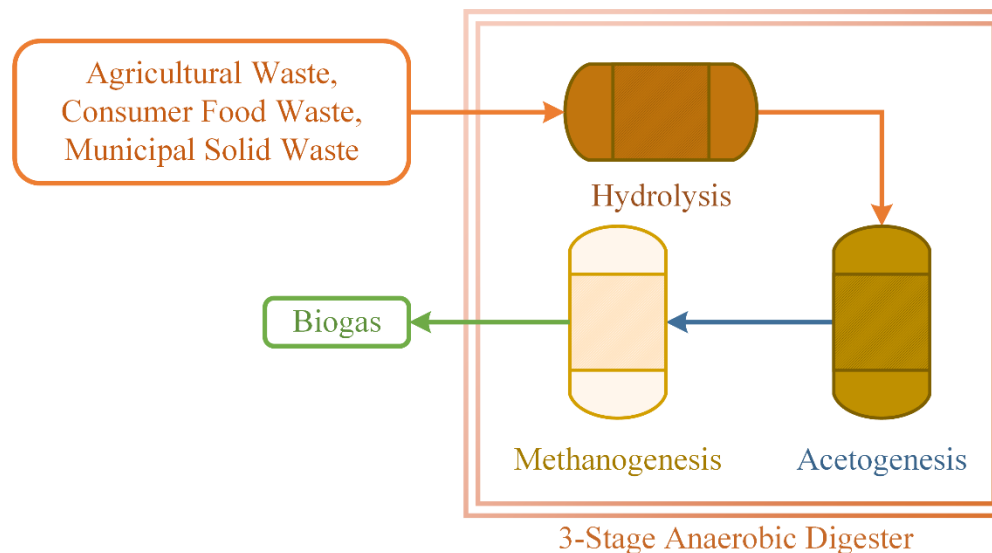 Agricultural Waste,
Consumer Food Waste,
Municipal Solid Waste
Hydrolysis
Biogas
Methanogenesis
Acetogenesis
3-Stage Anaerobic Digester